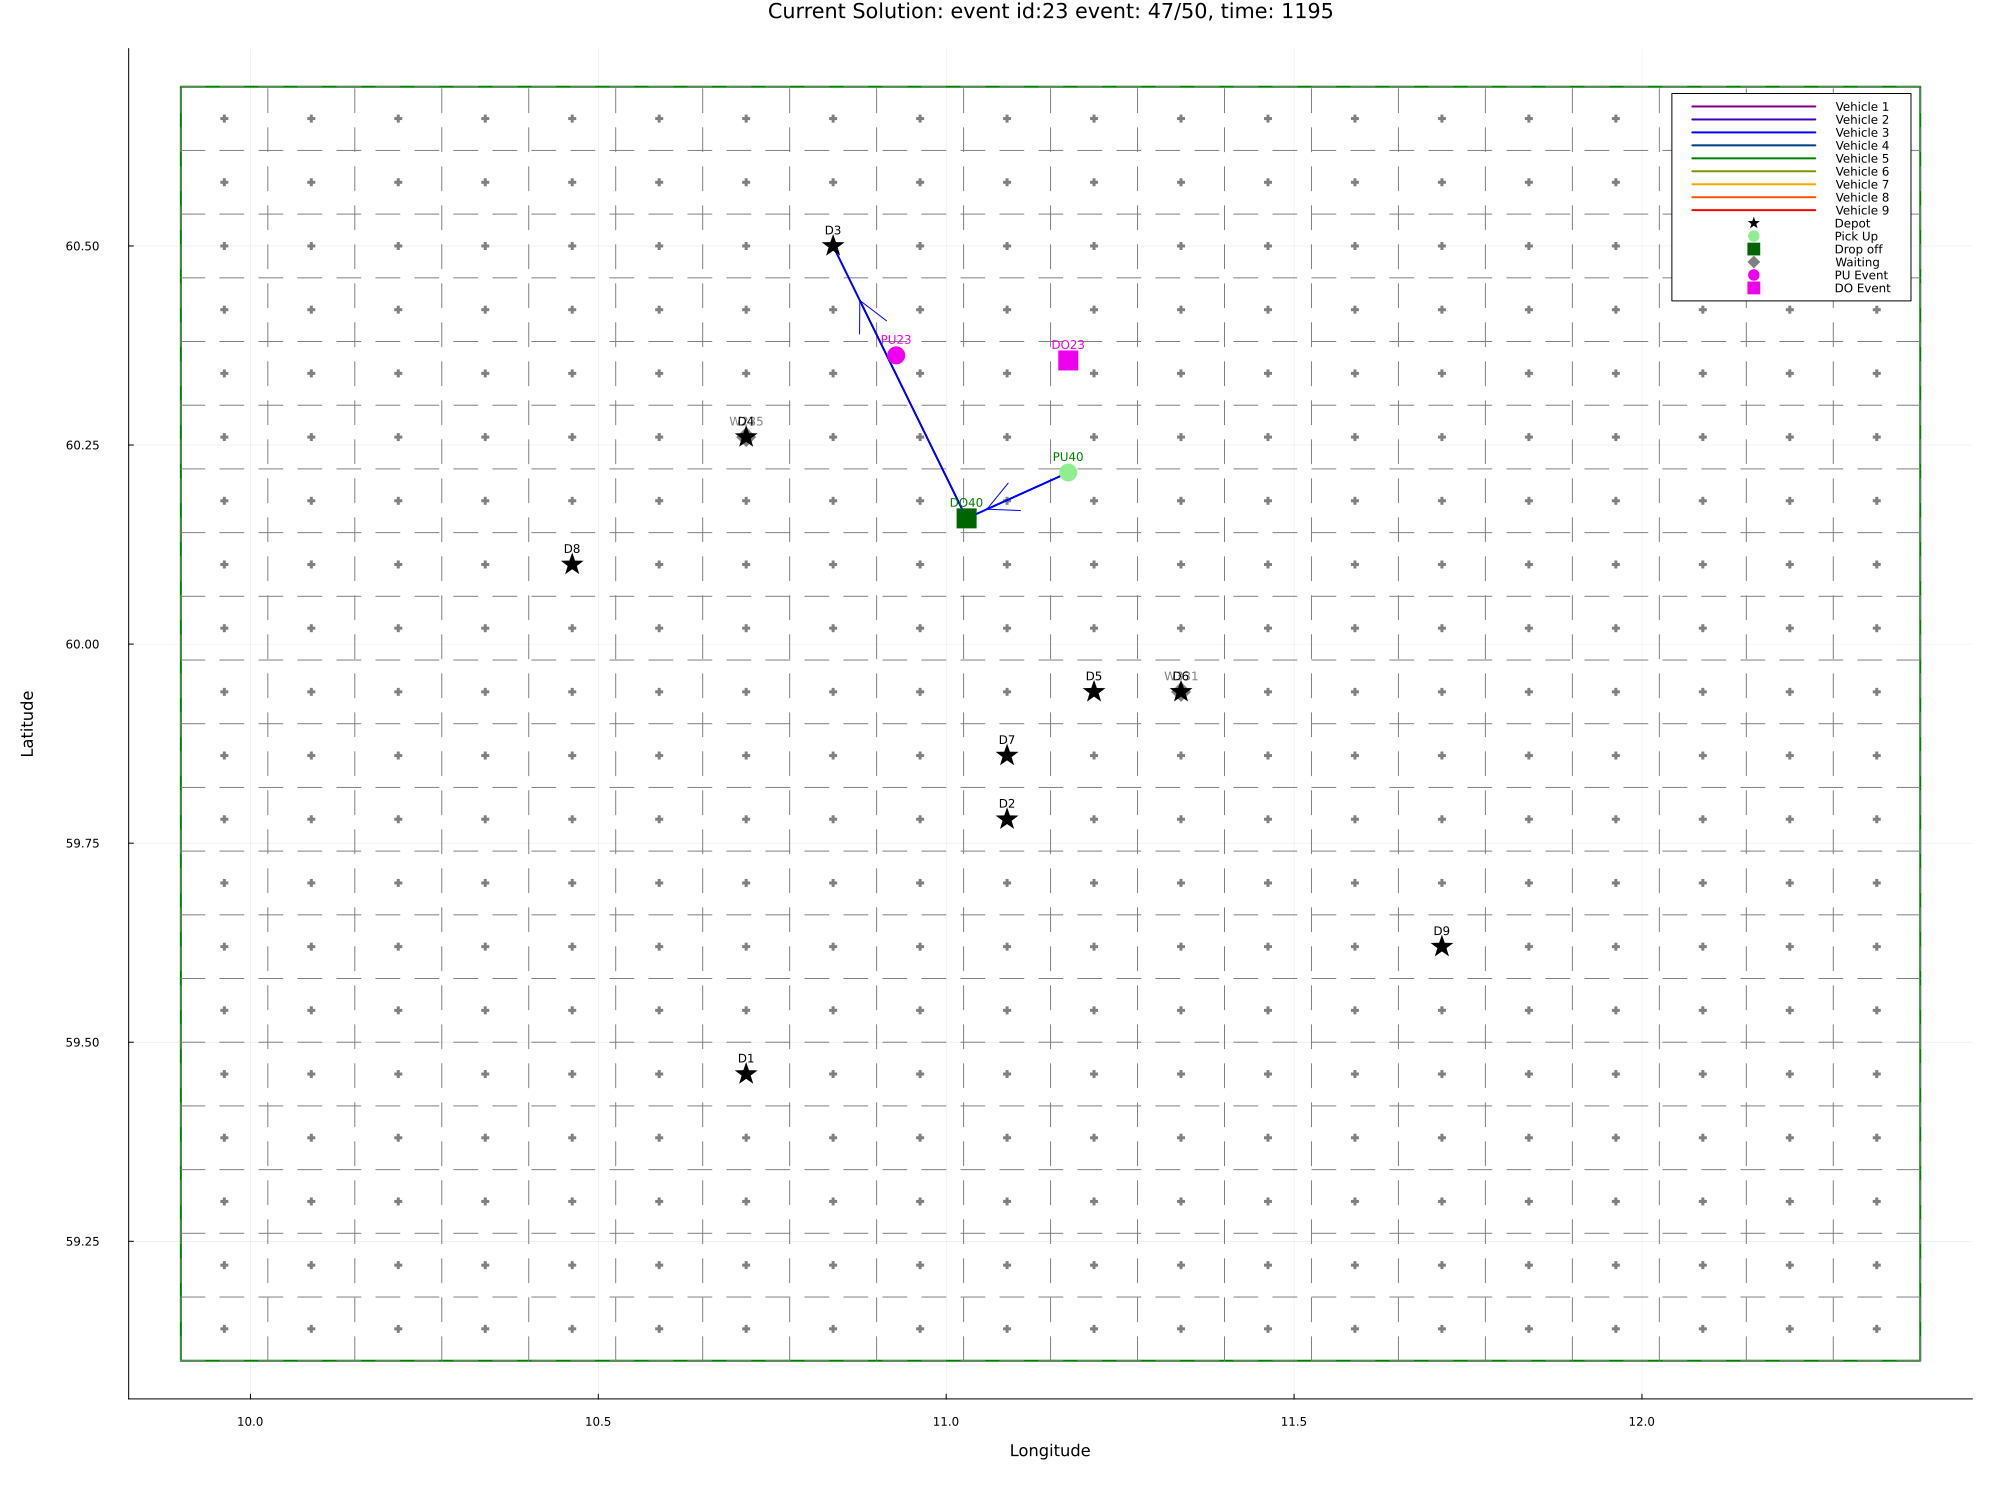 Current Solution: event id:23 event: 47/50, time: 1195
Vehicle 1
Vehicle 2
Vehicle 3
Vehicle 4
Vehicle 5
Vehicle 6
Vehicle 7
Vehicle 8
Vehicle 9
Depot
Pick Up
Drop off
Waiting
PU Event
DO Event
60.50
60.25
60.00
59.75
59.50
59.25
Latitude
D3
PU23
DO23
D4
PU40
DO40
D8
D5
D6
D7
D2
D9
D1
10.0
10.5
11.0
11.5
12.0
Longitude